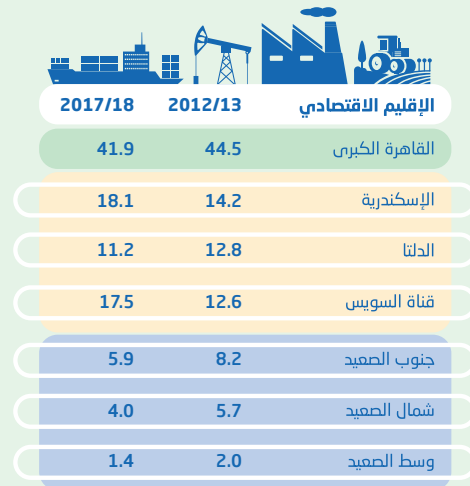 الإقليم الاقتصادي 2012/13 2017/18
القاهرة الكبرى 44.5 41.9
الإسكندرية 14.2 18.1
الدلتا 12.8 11.2
قناة السويس 12.6 17.5
جنوب الصعيد 8.2 5.9
شمال الصعيد 5.7 4.0
وسط الصعيد 2.0 1.4